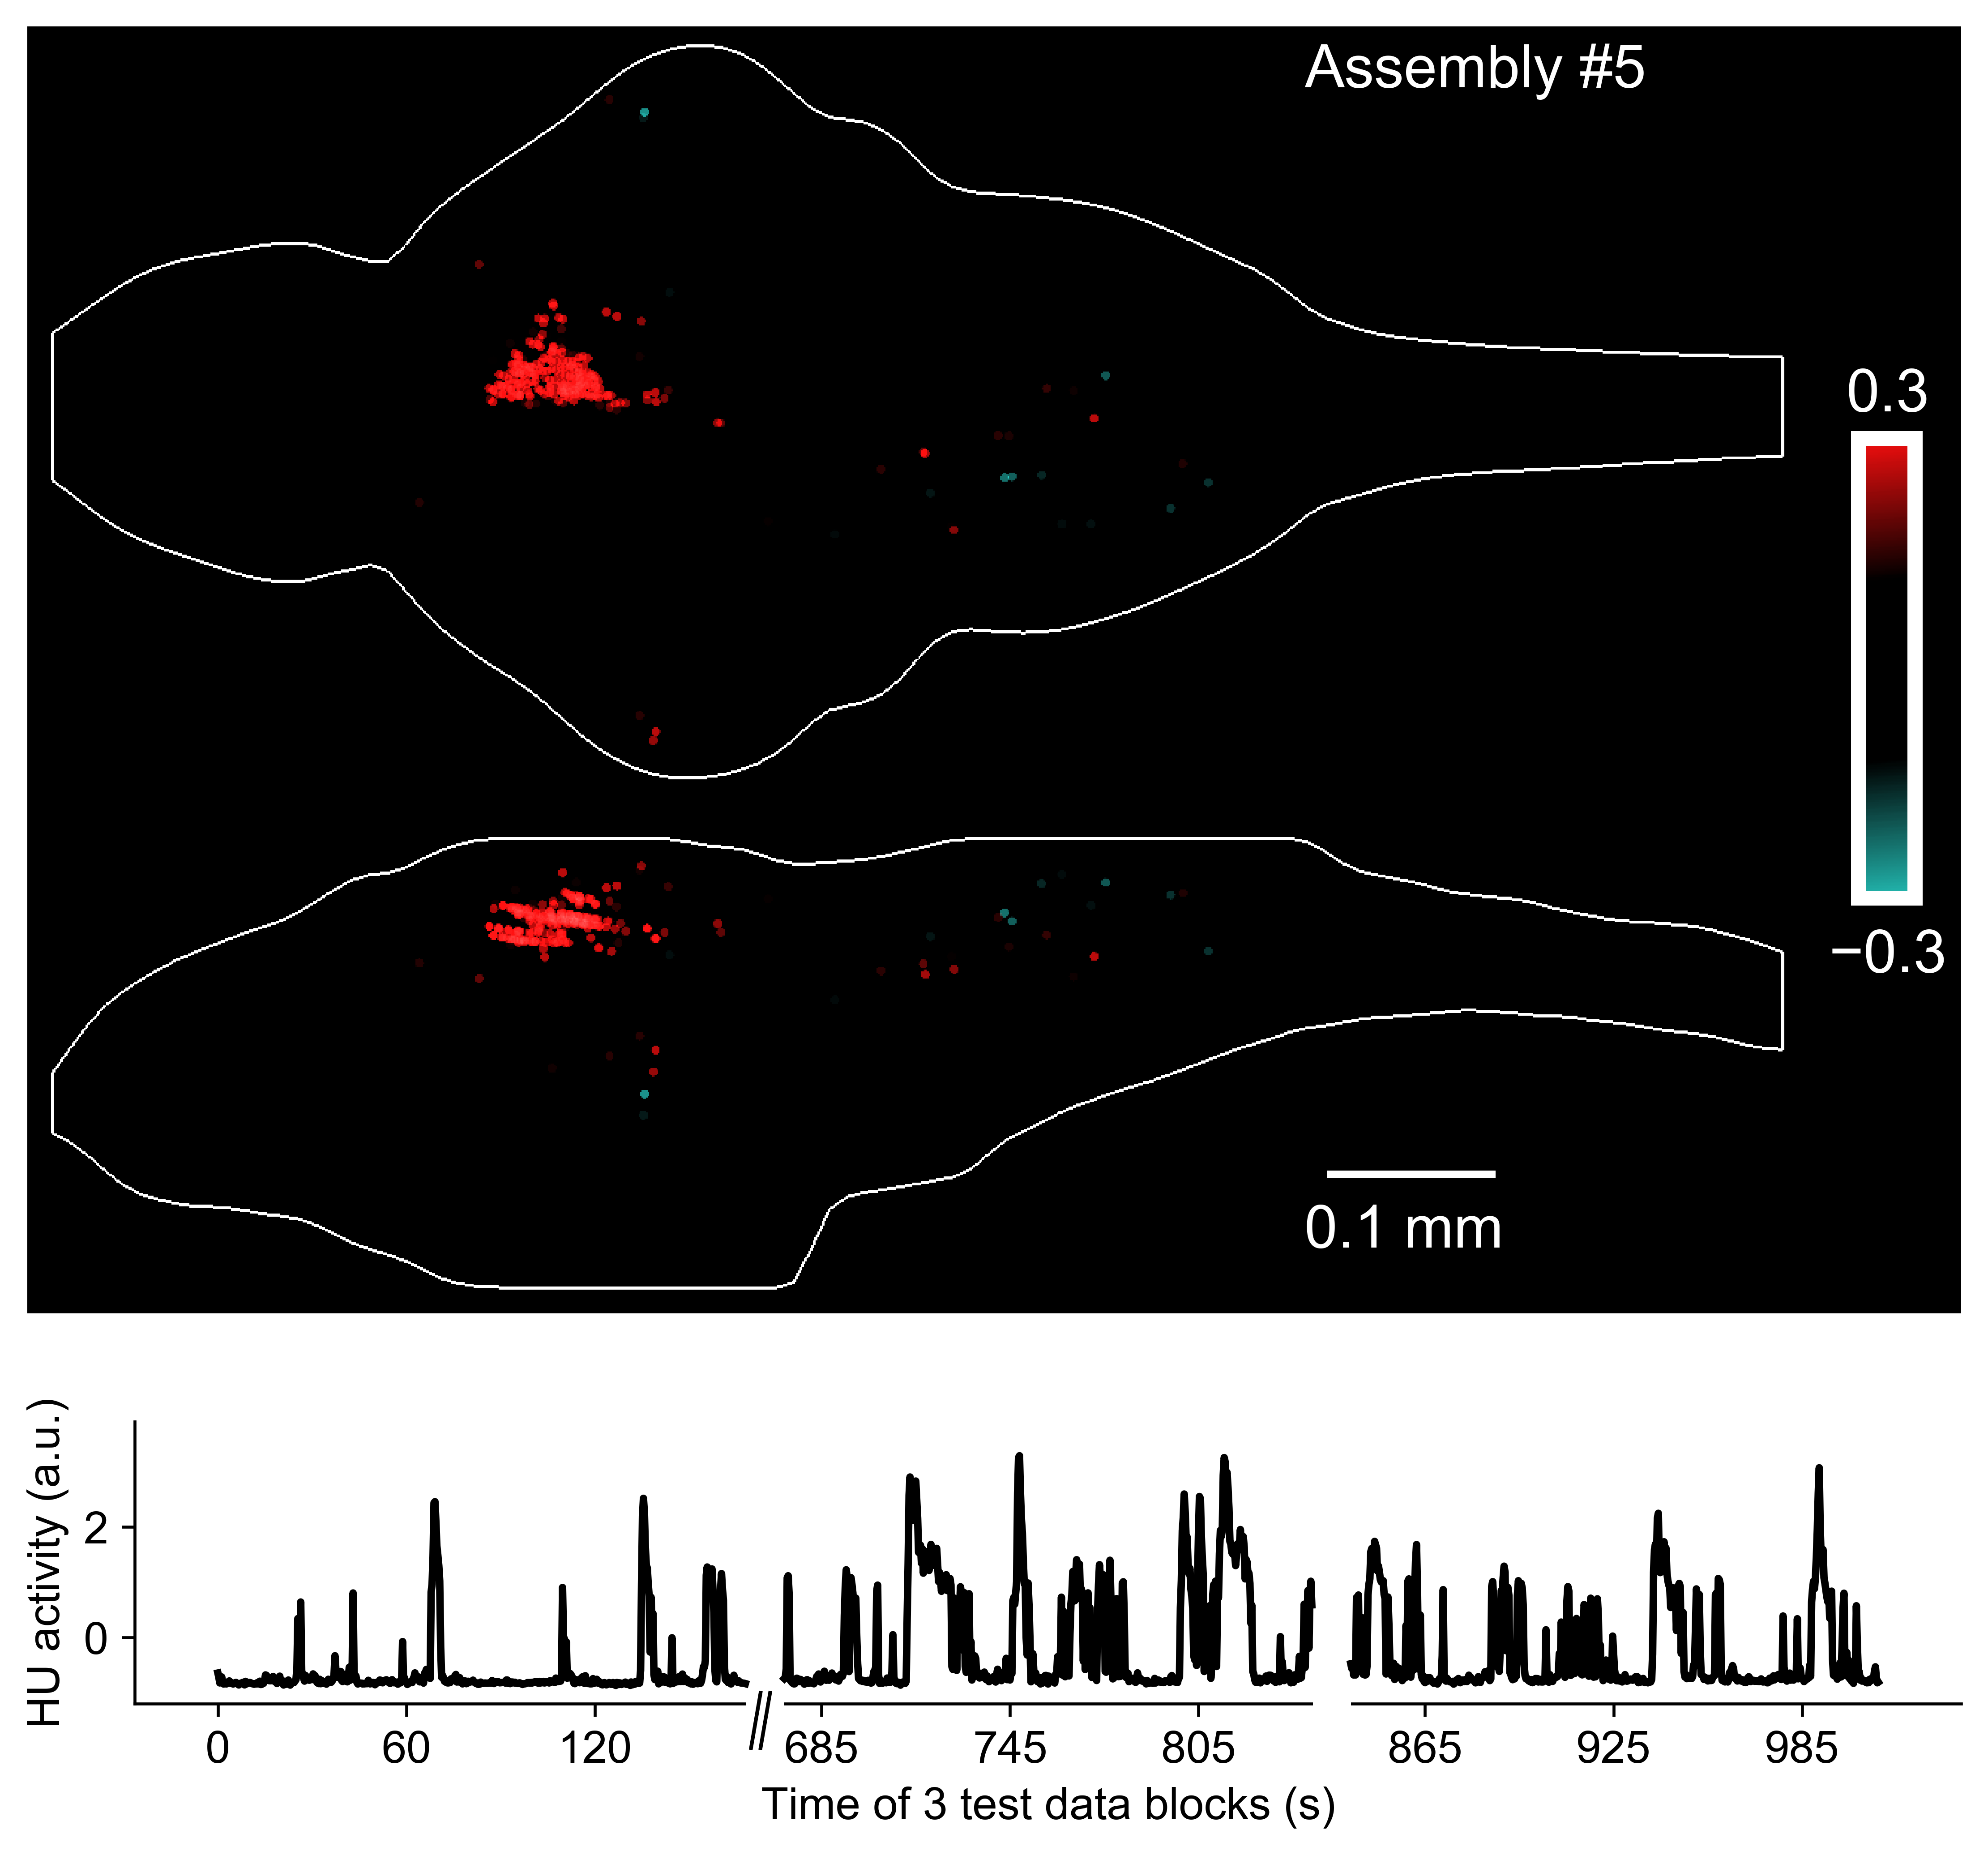 Assembly #5
0.3
−0.3
0.1 mm
HU activity (a.u.)
2
0
0 60 120 685 745 805 865 925 985
Time of 3 test data blocks (s)